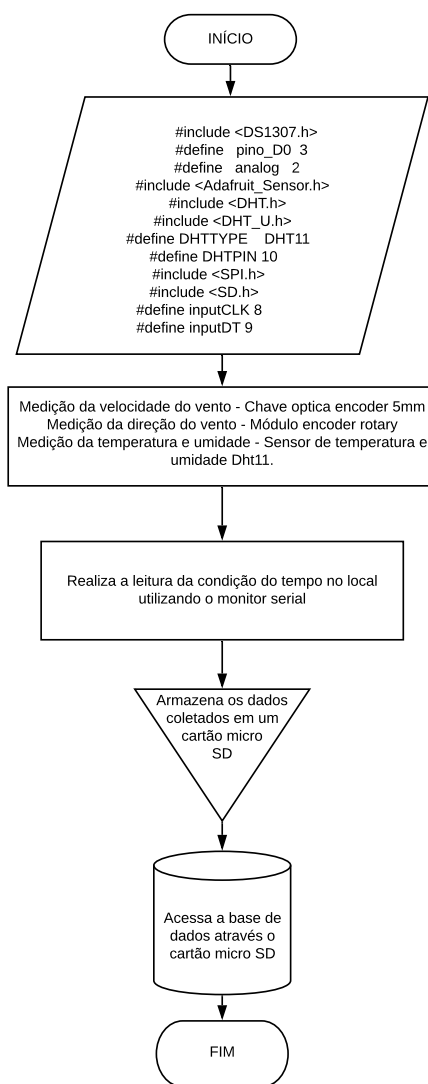 INÍCIO
#include <DS1307.h>
#define pino_D0 3
#define analog 2
#include <Adafruit_Sensor.h>
#include <DHT.h>
#include <DHT_U.h>
#define DHTTYPE DHT11
#define DHTPIN 10
#include <SPI.h>
#include <SD.h>
#define inputCLK 8
#define inputDT 9
Medição da velocidade do vento - Chave optica encoder 5mm
Medição da direção do vento - Módulo encoder rotary
Medição da temperatura e umidade - Sensor de temperatura e
umidade Dht11.
Realiza a leitura da condição do tempo no local
utilizando o monitor serial
Armazena os dados
coletados em um
cartão micro
SD
Acessa a base de
dados através o
cartão micro SD
FIM